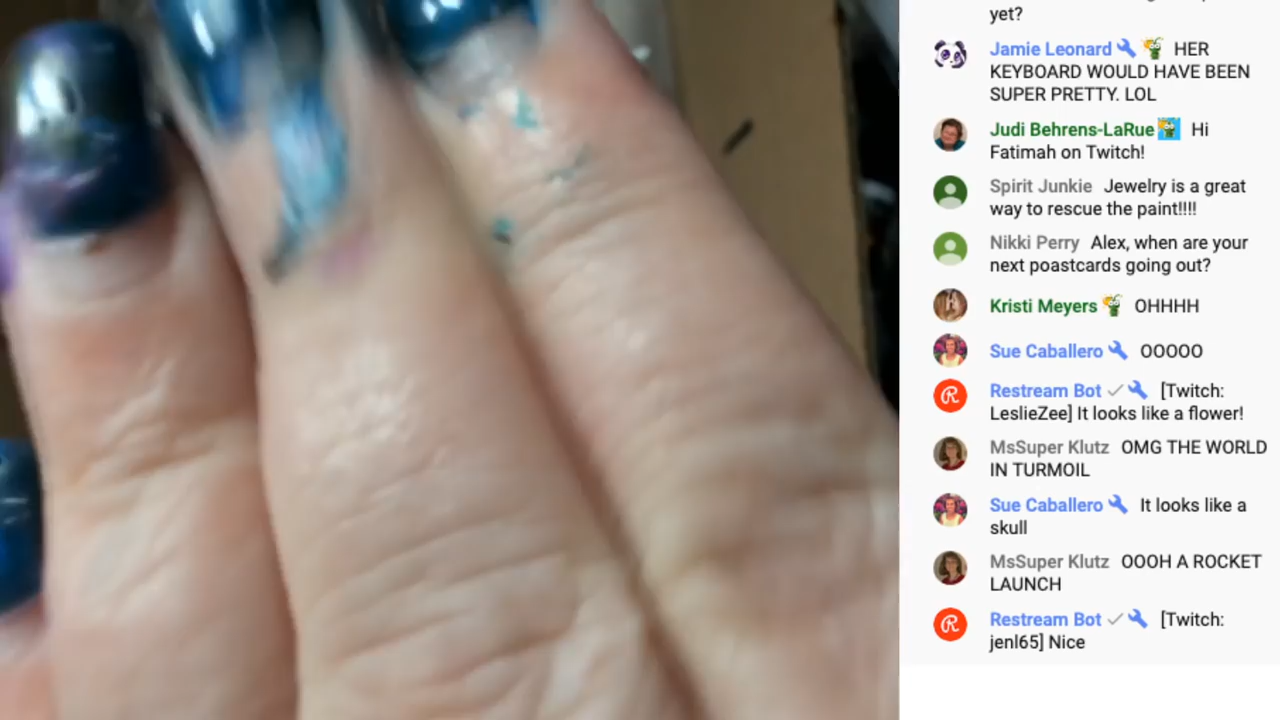 yet?
Jamie Leonard HER
KEYBOARD WOULD HAVE BEEN
SUPER PRETTY. LOL
Judi Behrens-LaRue Hi
Fatimah on Twitch!
Spirit Junkie Jewelry is a great
way to rescue the paint!!!!
Nikki Perry Alex, when are your
next poastcards going out?
Kristi Meyers OHHHH
Sue Caballero OOOOO
Restream Bot [Twitch:
LeslieZee] It looks like a flower!
MsSuper Klutz OMG THE WORLD
IN TURMOIL
Sue Caballero It looks like a
skull
MsSuper Klutz OOOH A ROCKET
LAUNCH
Restream Bot [Twitch:
jenl65] Nice